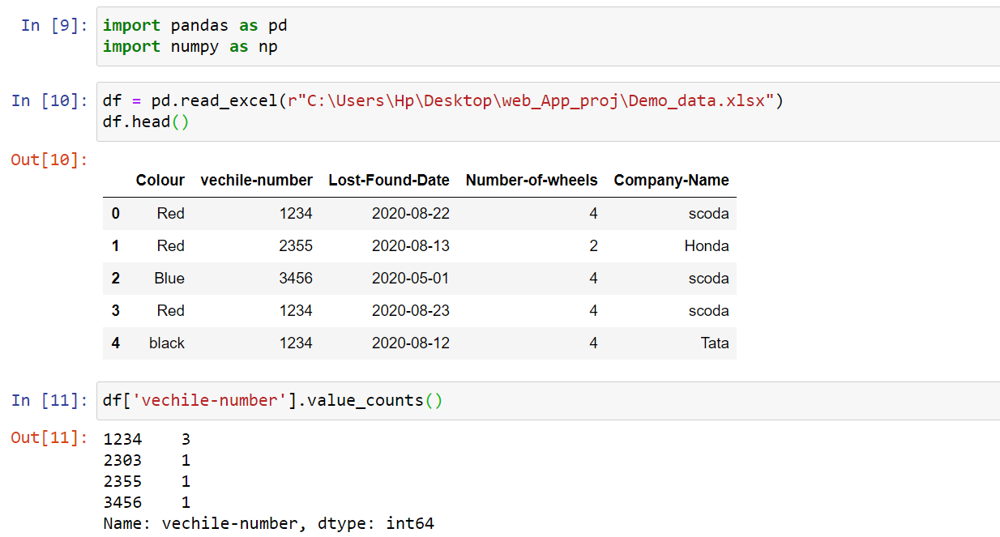 In [9]: import pandas as pd
import numpy as np
In [10]: df = pd.read_excel(r"C:\Users\Hp\Desktop\web_App_proj\Demo_data.xlsx")
df.head()
Out[10]:
Colour vechile-number Lost-Found-Date Number-of-wheels Company-Name
0 Red 1234 2020-08-22 4 scoda
1 Red 2355 2020-08-13 2 Honda
2 Blue 3456 2020-05-01 4 scoda
3 Red 1234 2020-08-23 4 scoda
4 black 1234 2020-08-12 4 Tata
In [11]: df['vechile-number'].value_counts()
Out[11]: 1234 3
2303 1
2355 1
3456 1
Name: vechile-number, dtype: int64